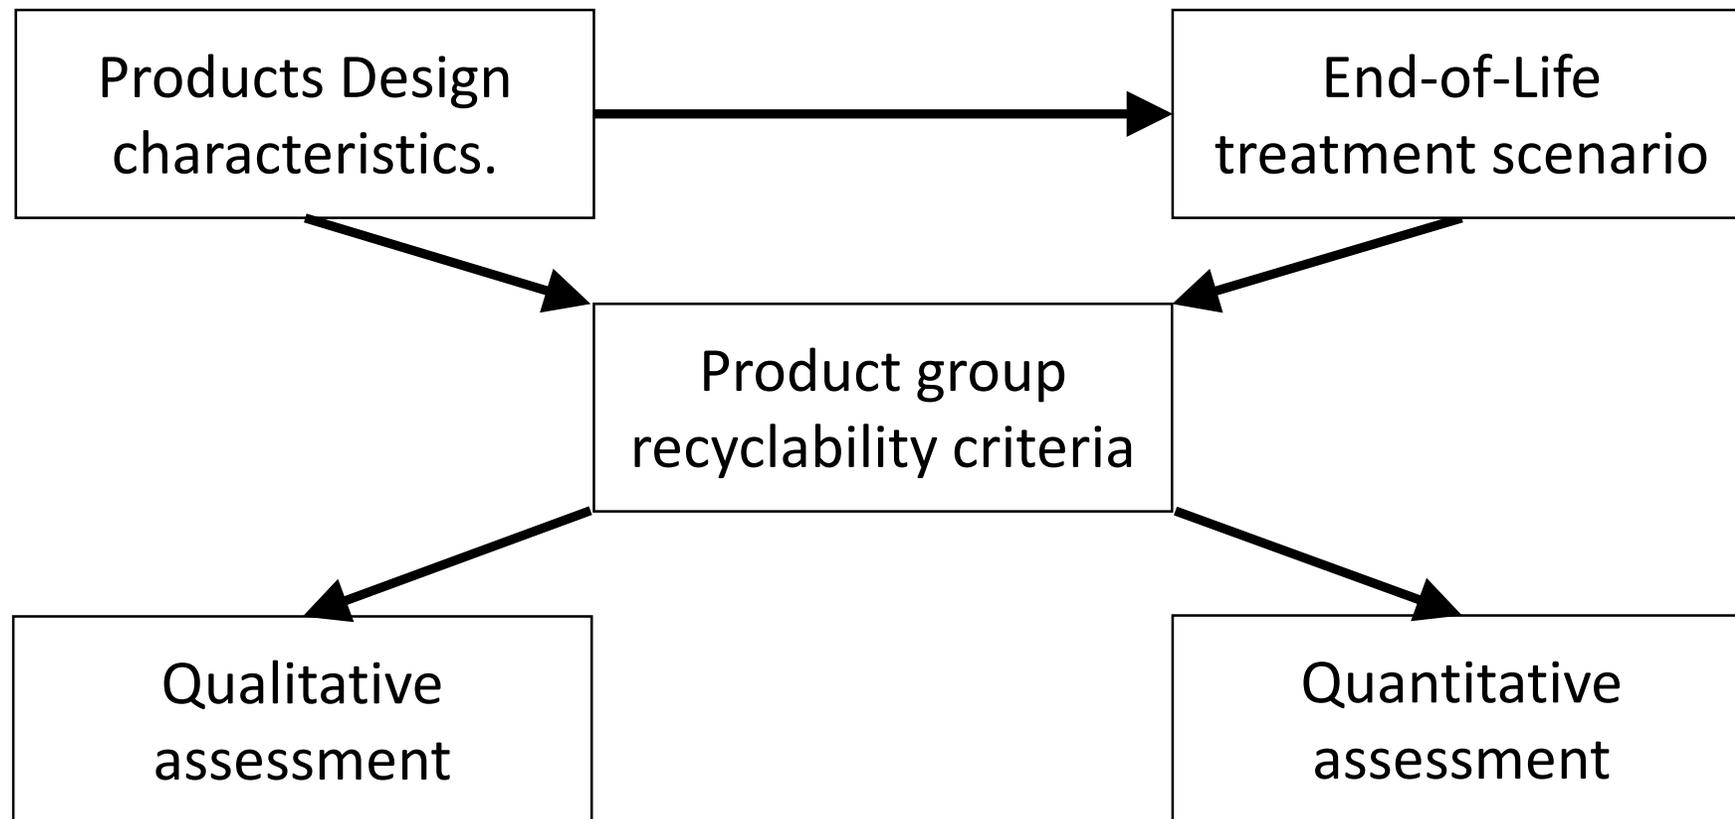 Products Design
characteristics.
End-of-Life
treatment scenario
Product group
recyclability criteria
Qualitative
assessment
Quantitative
assessment